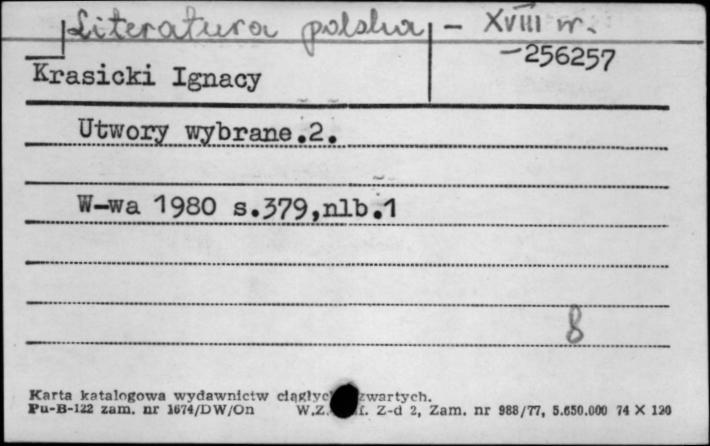 Literatura polska - XVIII w.
-256257
Krasicki Ignacy
Utwory wybrane.2.
W-wa 1980 s.379,nlb.1
8
Karta katalogowa wydawnictw zwartych.
Pu-B-122 zam. nr 1674/DW/On W.Z. Z-d 2, Zam. nr 988/77, 5.650.000 74 X 120